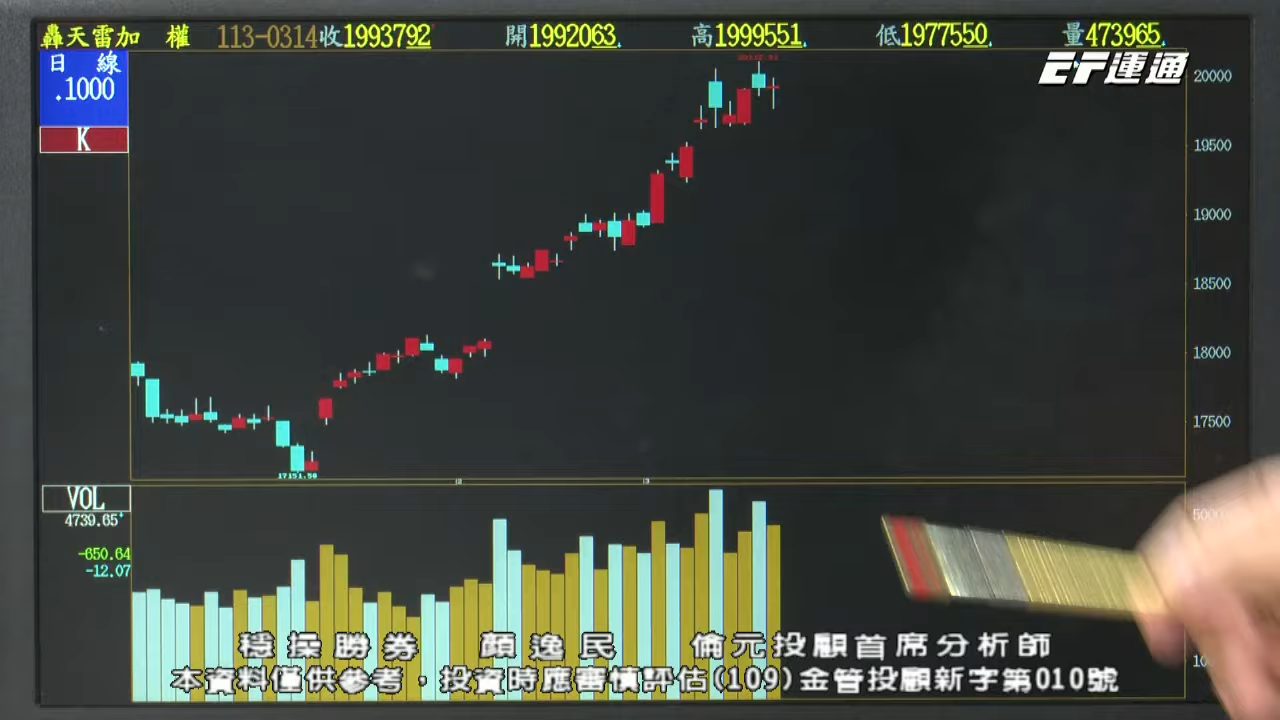 轟天雷加 權 113-0314收1993792 開1992063 高1999551 低1977550 量473965
日 線
.1000
K
EF運通
20000
19500
19000
18500
18000
17500
17151.58
2
3
VOL
4739.65
-650.64
-12.07
穩操勝券 顏逸民 倫元投顧首席分析師
本資料僅供參考，投資時應審慎評估(109)金管投顧新字第010號